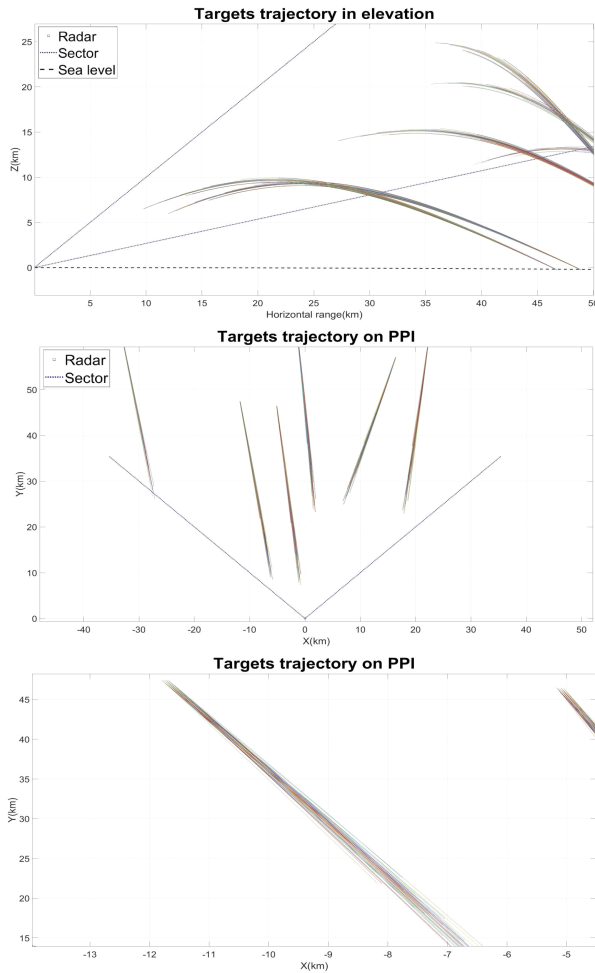 Targets trajectory in elevation
Radar
Sector
Sea level
25
20
15
10
5
0
Z(km)
5 10 15 20 25 30 35 40 45 50
Horizontal range(km)
Targets trajectory on PPI
Radar
Sector
50
40
30
20
10
0
Y(km)
-40 -30 -20 -10 0 10 20 30 40 50
X(km)
Targets trajectory on PPI
45
40
35
30
25
20
15
Y(km)
-13 -12 -11 -10 -9 -8 -7 -6 -5
X(km)